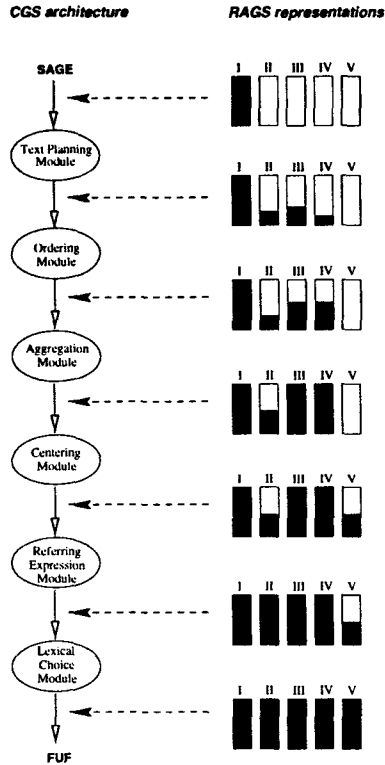 CGS architecture
RAGS representations
SAGE
I II III IV V
Text Planning
Module
I II III IV V
Ordering
Module
I II III IV V
Aggregation
Module
I II III IV V
Centering
Module
I II III IV V
Referring
Expression
Module
I II III IV V
Lexical
Choice
Module
I II III IV V
FUF